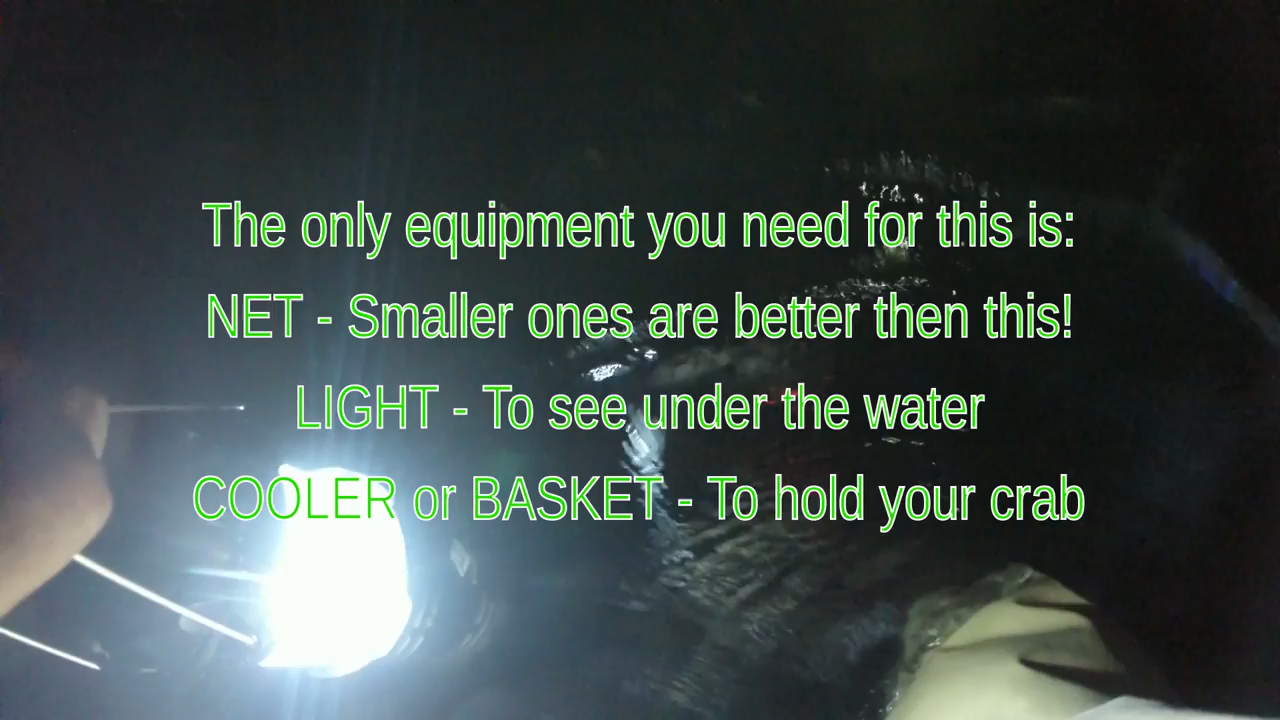 The only equipment you need for this is:
NET - Smaller ones are better then this!
LIGHT - To see under the water
COOLER or BASKET - To hold your crab